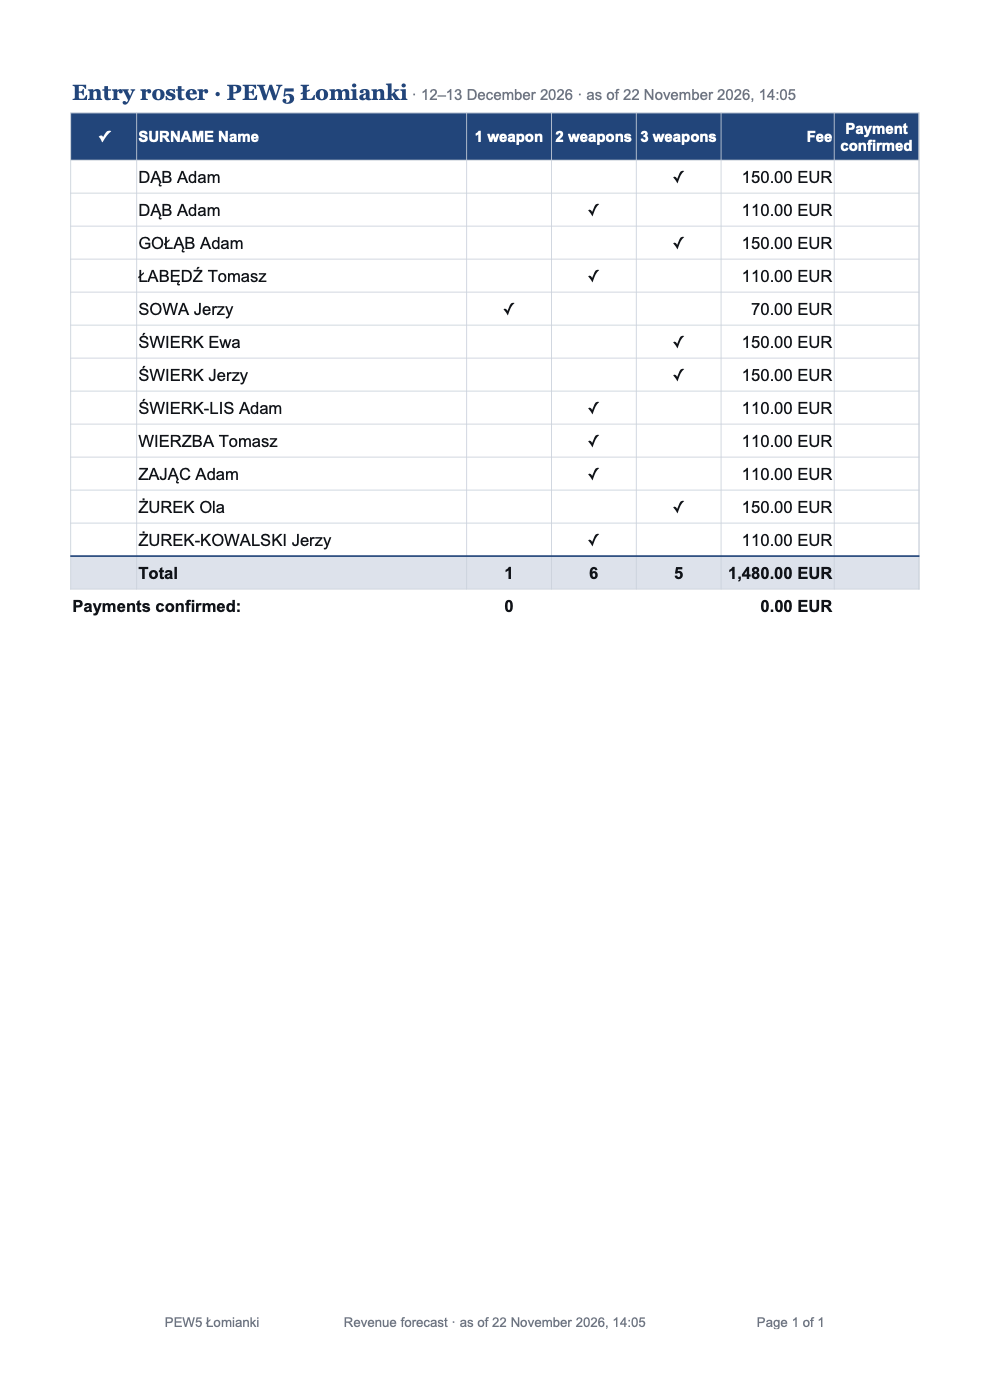 Entry roster · PEW5 Łomianki · 12–13 December 2026 · as of 22 November 2026, 14:05
✓ SURNAME Name 1 weapon 2 weapons 3 weapons Fee Payment confirmed
DĄB Adam ✓ 150.00 EUR
DĄB Adam ✓ 110.00 EUR
GOŁĄB Adam ✓ 150.00 EUR
ŁABĘDŹ Tomasz ✓ 110.00 EUR
SOWA Jerzy ✓ 70.00 EUR
ŚWIERK Ewa ✓ 150.00 EUR
ŚWIERK Jerzy ✓ 150.00 EUR
ŚWIERK-LIS Adam ✓ 110.00 EUR
WIERZBA Tomasz ✓ 110.00 EUR
ZAJĄC Adam ✓ 110.00 EUR
ŻUREK Ola ✓ 150.00 EUR
ŻUREK-KOWALSKI Jerzy ✓ 110.00 EUR
Total 1 6 5 1,480.00 EUR
Payments confirmed: 0 0.00 EUR
PEW5 Łomianki Revenue forecast · as of 22 November 2026, 14:05 Page 1 of 1